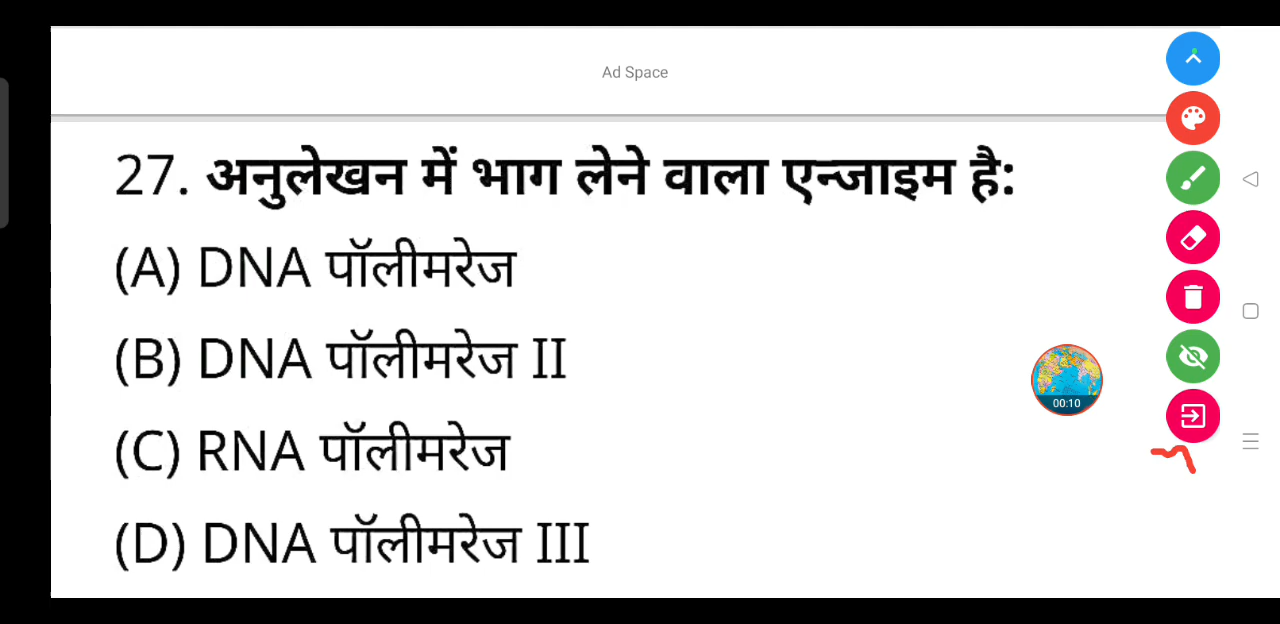 Ad Space
27. अनुलेखन में भाग लेने वाला एन्जाइम है:
(A) DNA पॉलीमरेज
(B) DNA पॉलीमरेज II
(C) RNA पॉलीमरेज
00:10
(D) DNA पॉलीमरेज III